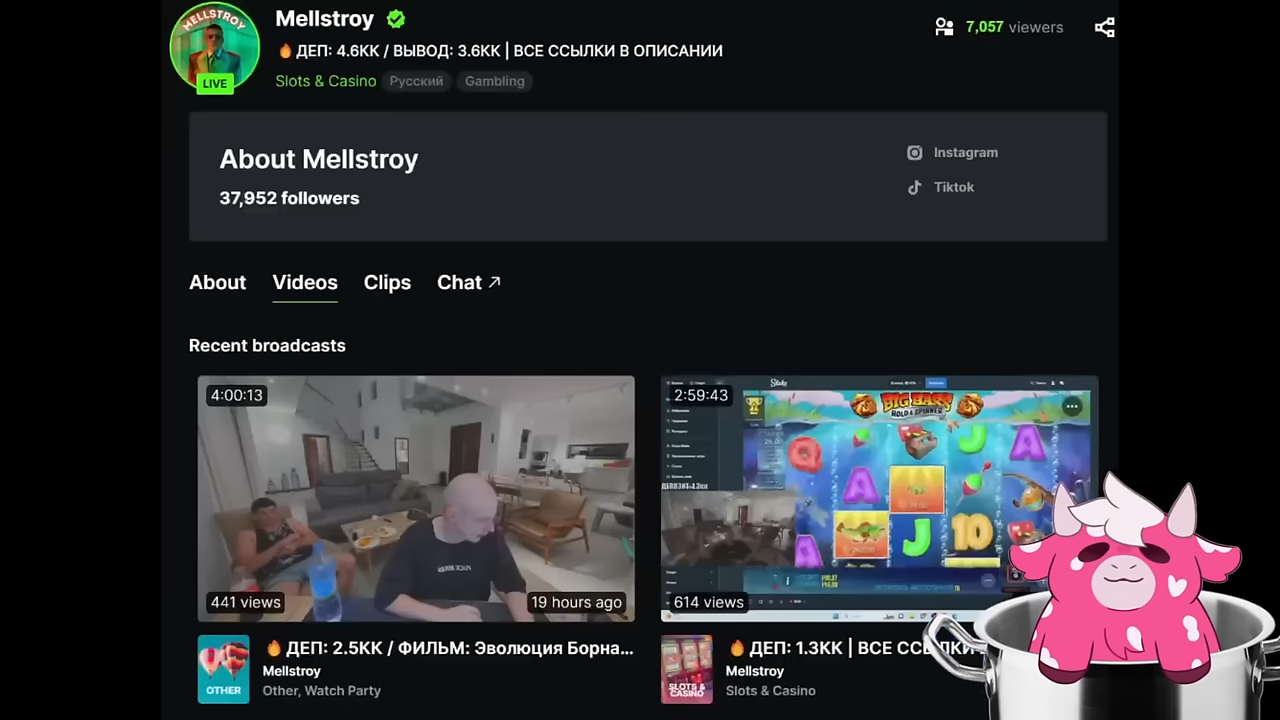 MELLSTROY
LIVE
Mellstroy
7,057 viewers
🔥ДЕП: 4.6КК / ВЫВОД: 3.6КК | ВСЕ ССЫЛКИ В ОПИСАНИИ
Slots & Casino Русский Gambling
About Mellstroy
37,952 followers
Instagram
Tiktok
About Videos Clips Chat ↗
Recent broadcasts
4:00:13
441 views
19 hours ago
2:59:43
Stake
BIG BASS
HOLD & SPINNER
Q J A
A
A J 10
614 views
OTHER
🔥 ДЕП: 2.5КК / ФИЛЬМ: Эволюция Борна...
Mellstroy
Other, Watch Party
SLOTS &
CASINO
🔥 ДЕП: 1.3КК | ВСЕ ССЫЛКИ
Mellstroy
Slots & Casino